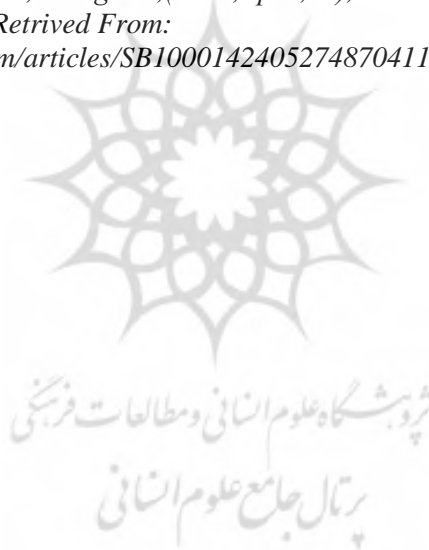 Retrived From:
m/articles/SB1000142405274870411
پژوهشگاه علوم انسانی و مطالعات فرهنگی
پرتال جامع علوم انسانی